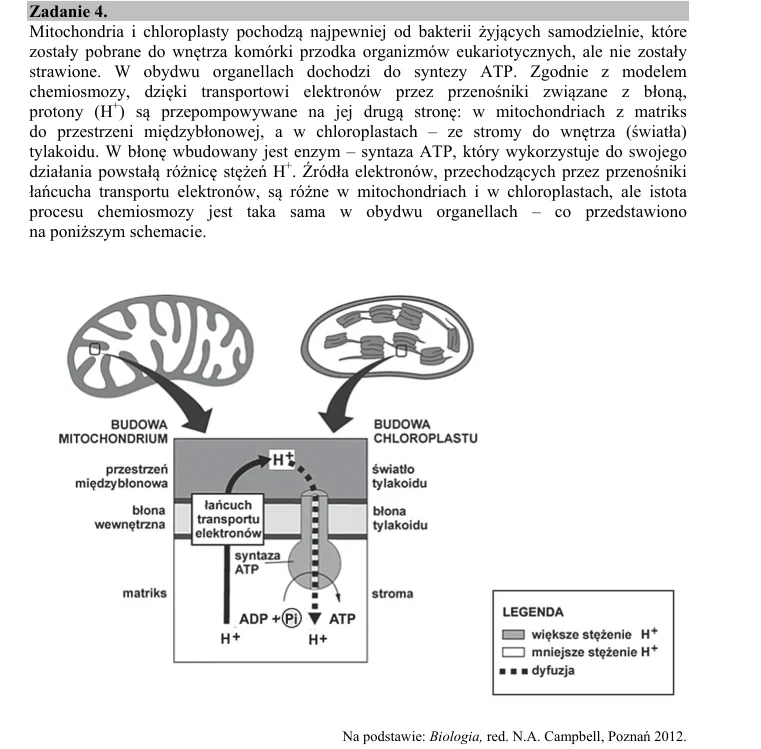 Zadanie 4.
Mitochondria i chloroplasty pochodzą najpewniej od bakterii żyjących samodzielnie, które
zostały pobrane do wnętrza komórki przodka organizmów eukariotycznych, ale nie zostały
strawione. W obydwu organellach dochodzi do syntezy ATP. Zgodnie z modelem
chemiosmozy, dzięki transportowi elektronów przez przenośniki związane z błoną,
protony (H⁺) są przepompowywane na jej drugą stronę: w mitochondriach z matriks
do przestrzeni międzybłonowej, a w chloroplastach – ze stromy do wnętrza (światła)
tylakoidu. W błonę wbudowany jest enzym – syntaza ATP, który wykorzystuje do swojego
działania powstałą różnicę stężeń H⁺. Źródła elektronów, przechodzących przez przenośniki
łańcucha transportu elektronów, są różne w mitochondriach i w chloroplastach, ale istota
procesu chemiosmozy jest taka sama w obydwu organellach – co przedstawiono
na poniższym schemacie.
BUDOWA
MITOCHONDRIUM
BUDOWA
CHLOROPLASTU
H⁺
przestrzeń
międzybłonowa
światło
tylakoidu
łańcuch
transportu
elektronów
błona
wewnętrzna
błona
tylakoidu
syntaza
ATP
matriks
stroma
ADP + Pi
ATP
H⁺
H⁺
LEGENDA
większe stężenie H⁺
mniejsze stężenie H⁺
dyfuzja
Na podstawie: Biologia, red. N.A. Campbell, Poznań 2012.